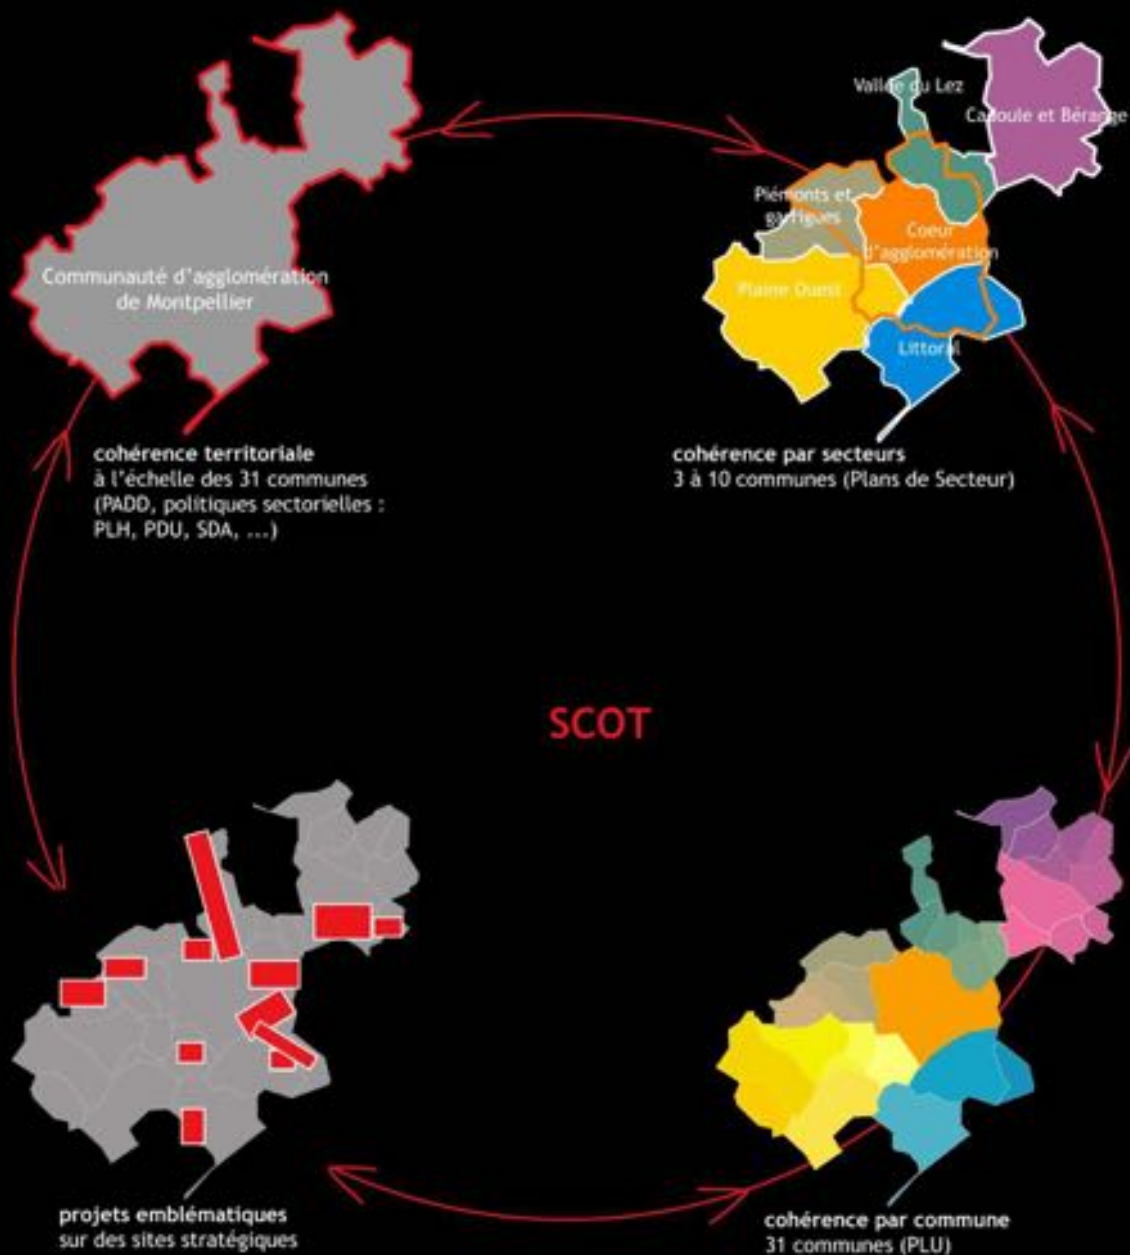 Communauté d'agglomération
de Montpellier
cohérence territoriale
à l'échelle des 31 communes
(PADD, politiques sectorielles :
PLH, PDU, SDA, ...)
Vallée du Lez
Cadoule et Bérange
Piémonts et
garrigues
Coeur
d'agglomération
Plaine Ouest
Littoral
cohérence par secteurs
3 à 10 communes (Plans de Secteur)
SCOT
projets emblématiques
sur des sites stratégiques
cohérence par commune
31 communes (PLU)